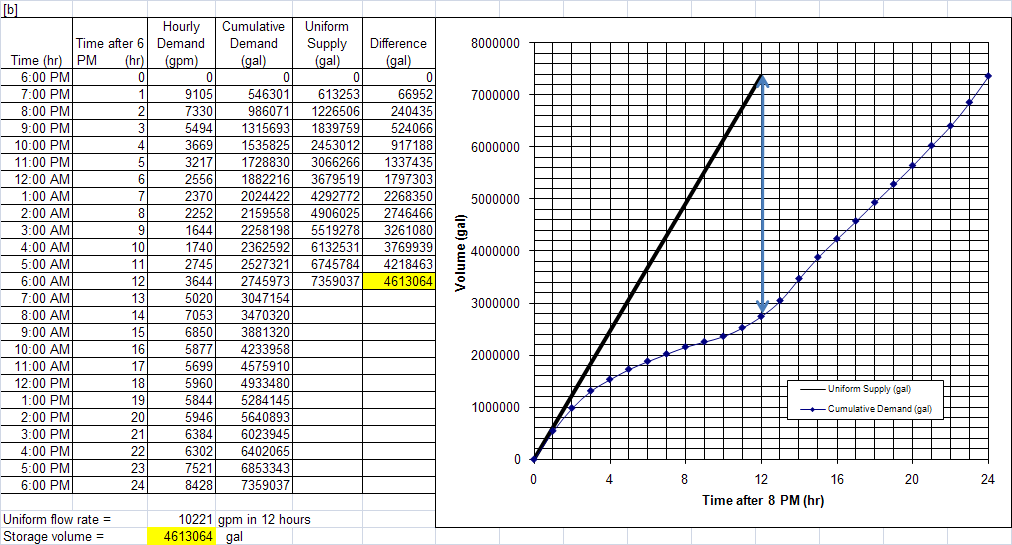 [b]
Time (hr) Time after 6 PM (hr) Hourly Demand (gpm) Cumulative Demand (gal) Uniform Supply (gal) Difference (gal)
6:00 PM 0 0 0 0 0
7:00 PM 1 9105 546301 613253 66952
8:00 PM 2 7330 986071 1226506 240435
9:00 PM 3 5494 1315693 1839759 524066
10:00 PM 4 3669 1535825 2453012 917188
11:00 PM 5 3217 1728830 3066266 1337435
12:00 AM 6 2556 1882216 3679519 1797303
1:00 AM 7 2370 2024422 4292772 2268350
2:00 AM 8 2252 2159558 4906025 2746466
3:00 AM 9 1644 2258198 5519278 3261080
4:00 AM 10 1740 2362592 6132531 3769939
5:00 AM 11 2745 2527321 6745784 4218463
6:00 AM 12 3644 2745973 7359037 4613064
7:00 AM 13 5020 3047154
8:00 AM 14 7053 3470320
9:00 AM 15 6850 3881320
10:00 AM 16 5877 4233958
11:00 AM 17 5699 4575910
12:00 PM 18 5960 4933480
1:00 PM 19 5844 5284145
2:00 PM 20 5946 5640893
3:00 PM 21 6384 6023945
4:00 PM 22 6302 6402065
5:00 PM 23 7521 6853343
6:00 PM 24 8428 7359037
Uniform flow rate = 10221 gpm in 12 hours
Storage volume = 4613064 gal
8000000
7000000
6000000
5000000
4000000
3000000
2000000
1000000
0
Volume (gal)
Uniform Supply (gal)
Cumulative Demand (gal)
0 4 8 12 16 20 24
Time after 8 PM (hr)